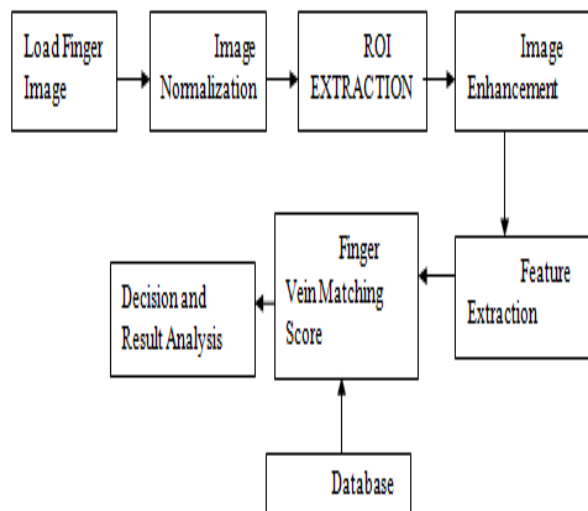 Load Finger
Image
Image
Normalization
ROI
EXTRACTION
Image
Enhancement
Finger
Vein Matching
Score
Feature
Extraction
Decision and
Result Analysis
Database